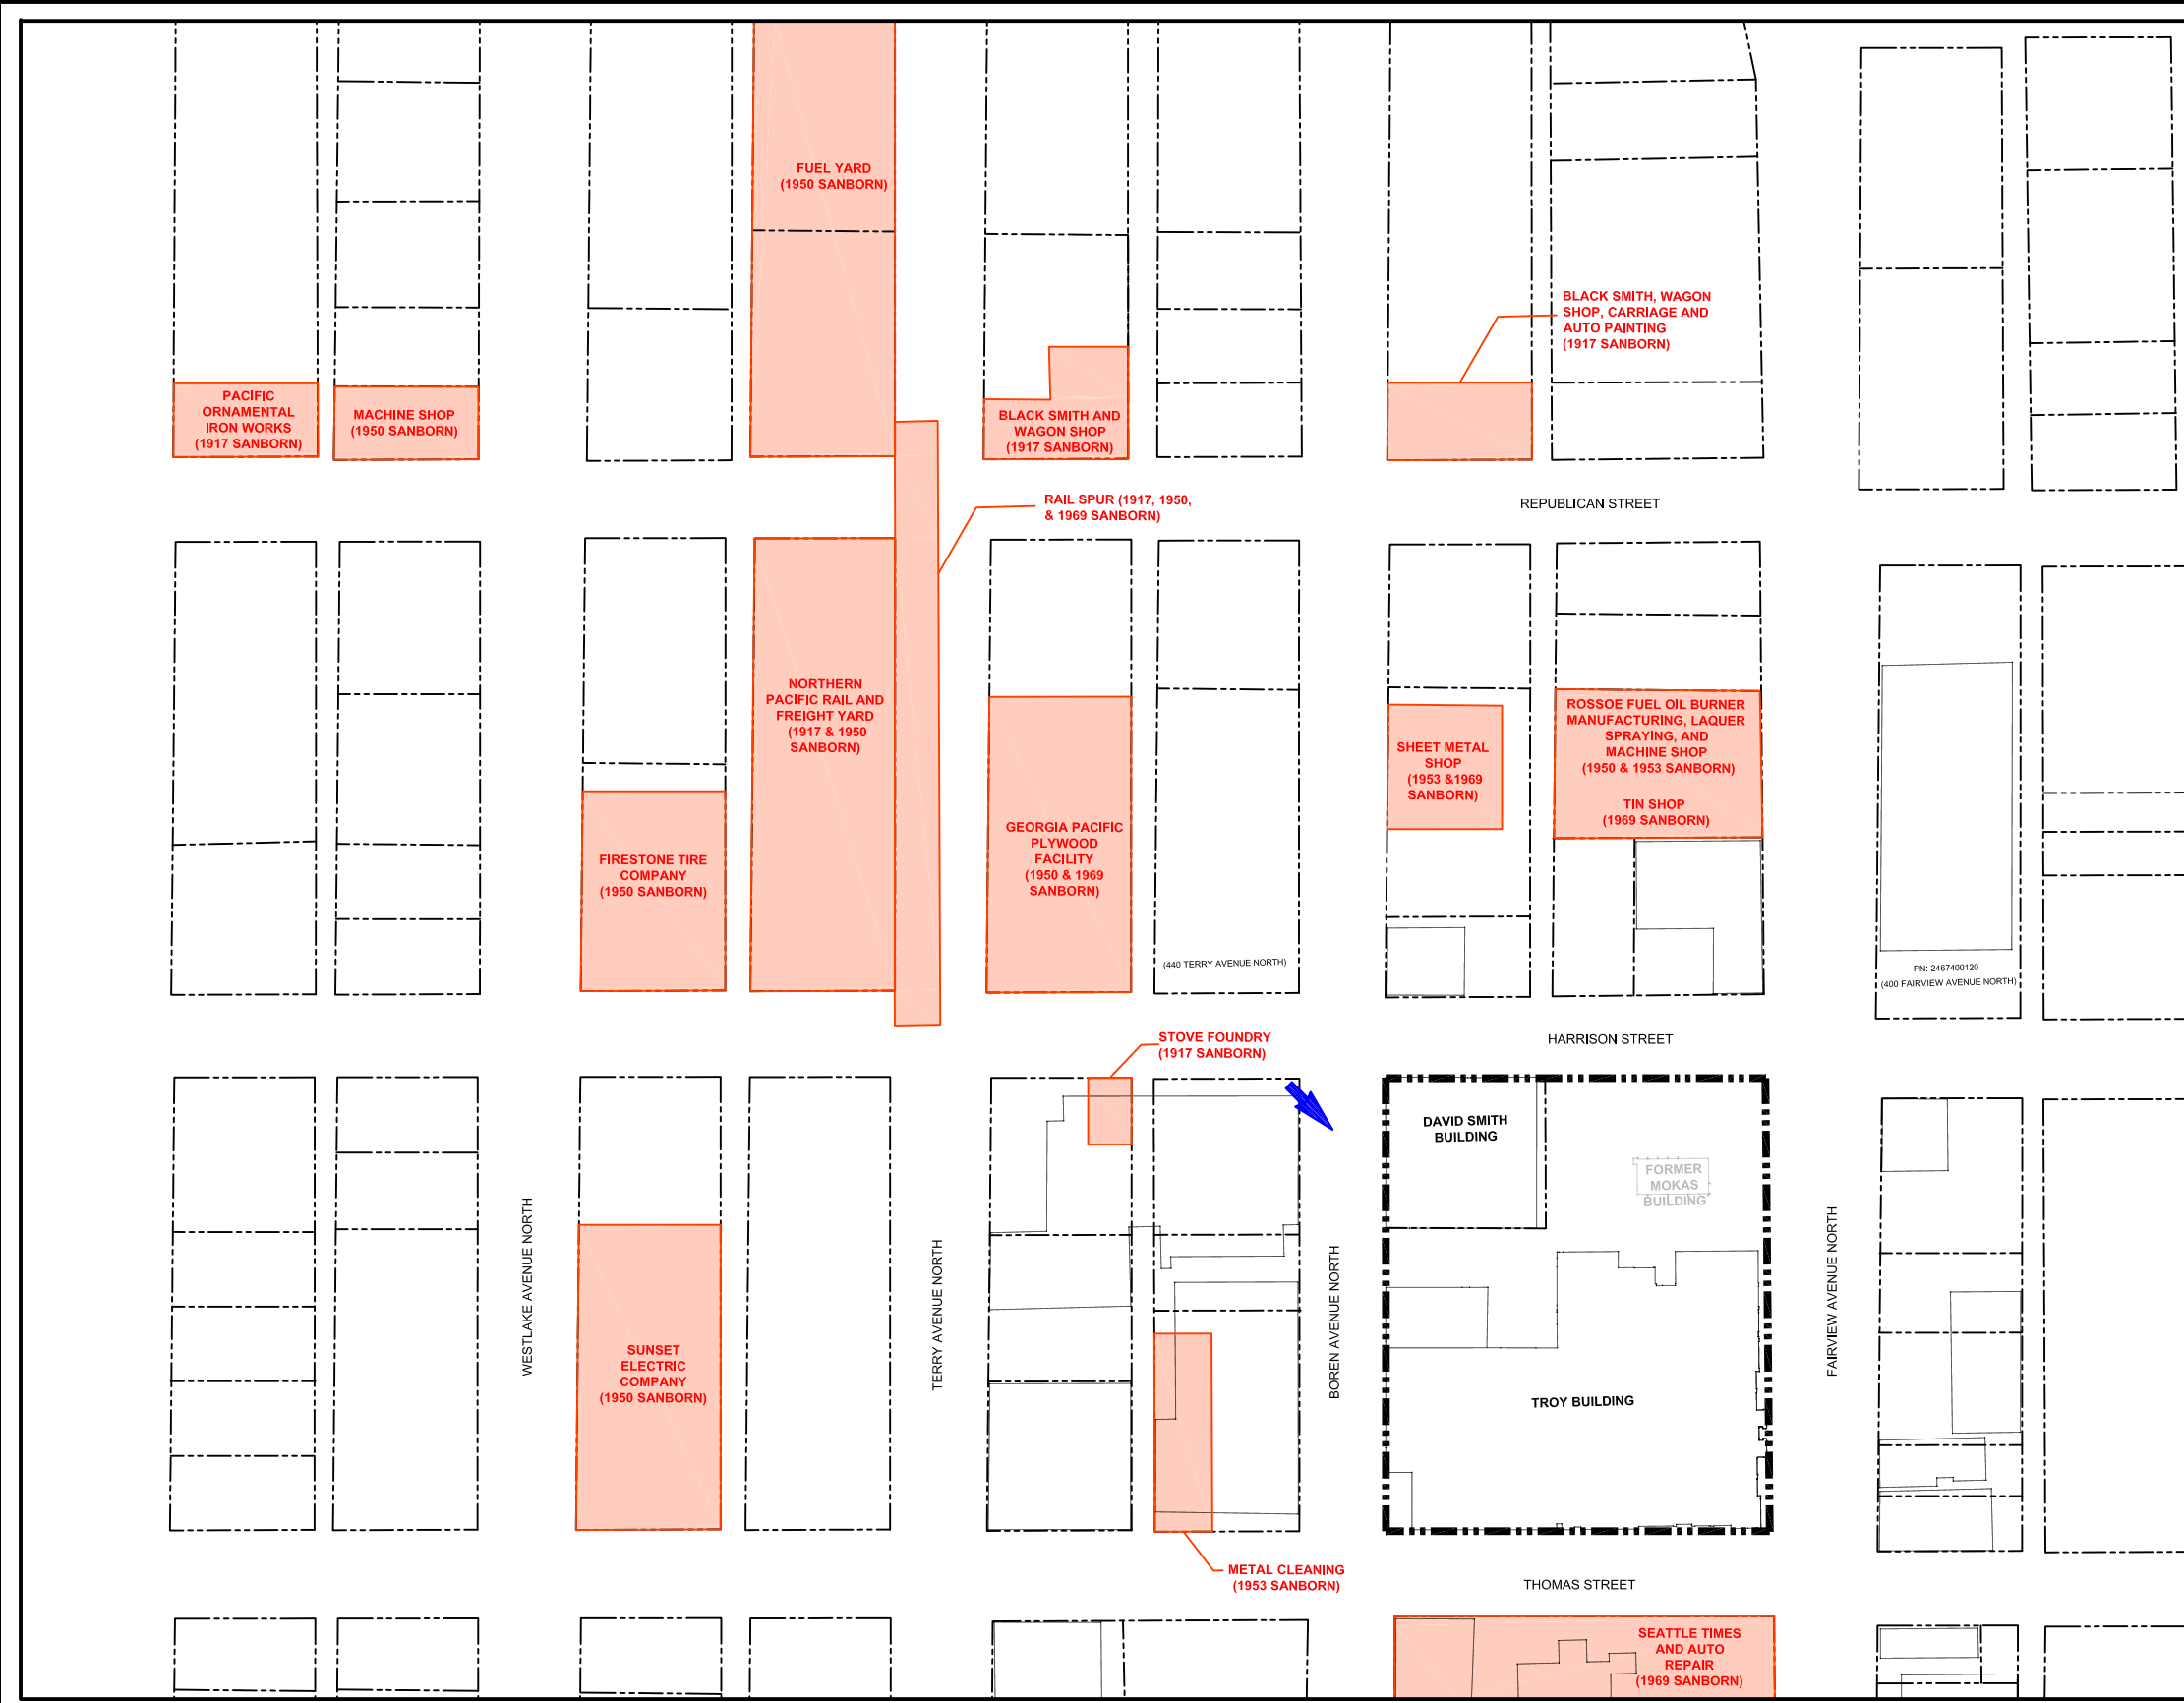 FUEL YARD
(1950 SANBORN)
BLACK SMITH, WAGON
SHOP, CARRIAGE AND
AUTO PAINTING
(1917 SANBORN)
PACIFIC
ORNAMENTAL
IRON WORKS
(1917 SANBORN)
MACHINE SHOP
(1950 SANBORN)
BLACK SMITH AND
WAGON SHOP
(1917 SANBORN)
RAIL SPUR (1917, 1950,
& 1969 SANBORN)
REPUBLICAN STREET
NORTHERN
PACIFIC RAIL AND
FREIGHT YARD
(1917 & 1950
SANBORN)
SHEET METAL
SHOP
(1953 &1969
SANBORN)
ROSSOE FUEL OIL BURNER
MANUFACTURING, LAQUER
SPRAYING, AND
MACHINE SHOP
(1950 & 1953 SANBORN)
TIN SHOP
(1969 SANBORN)
GEORGIA PACIFIC
PLYWOOD
FACILITY
(1950 & 1969
SANBORN)
FIRESTONE TIRE
COMPANY
(1950 SANBORN)
(440 TERRY AVENUE NORTH)
PN: 2467400120
(400 FAIRVIEW AVENUE NORTH)
STOVE FOUNDRY
(1917 SANBORN)
HARRISON STREET
DAVID SMITH
BUILDING
FORMER
MOKAS
BUILDING
WESTLAKE AVENUE NORTH
TERRY AVENUE NORTH
BOREN AVENUE NORTH
FAIRVIEW AVENUE NORTH
SUNSET
ELECTRIC
COMPANY
(1950 SANBORN)
TROY BUILDING
METAL CLEANING
(1953 SANBORN)
THOMAS STREET
SEATTLE TIMES
AND AUTO
REPAIR
(1969 SANBORN)